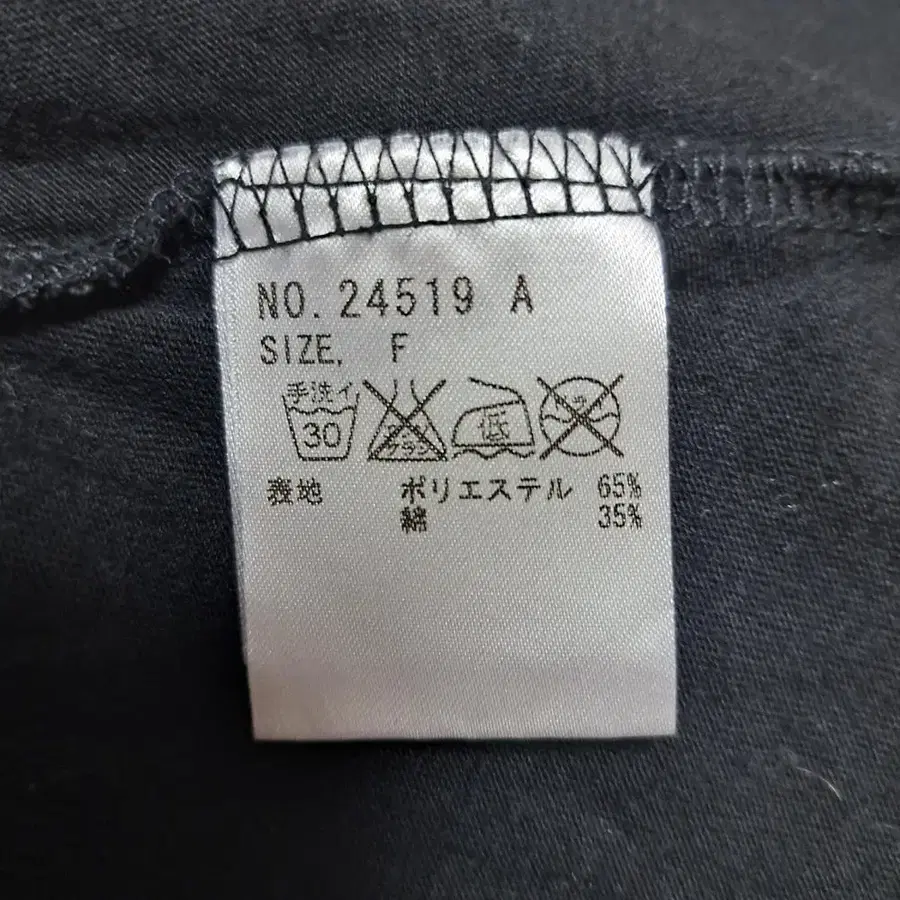 NO. 24519 A
SIZE. F
手洗イ
30
低
表地 ポリエステル 65%
綿 35%